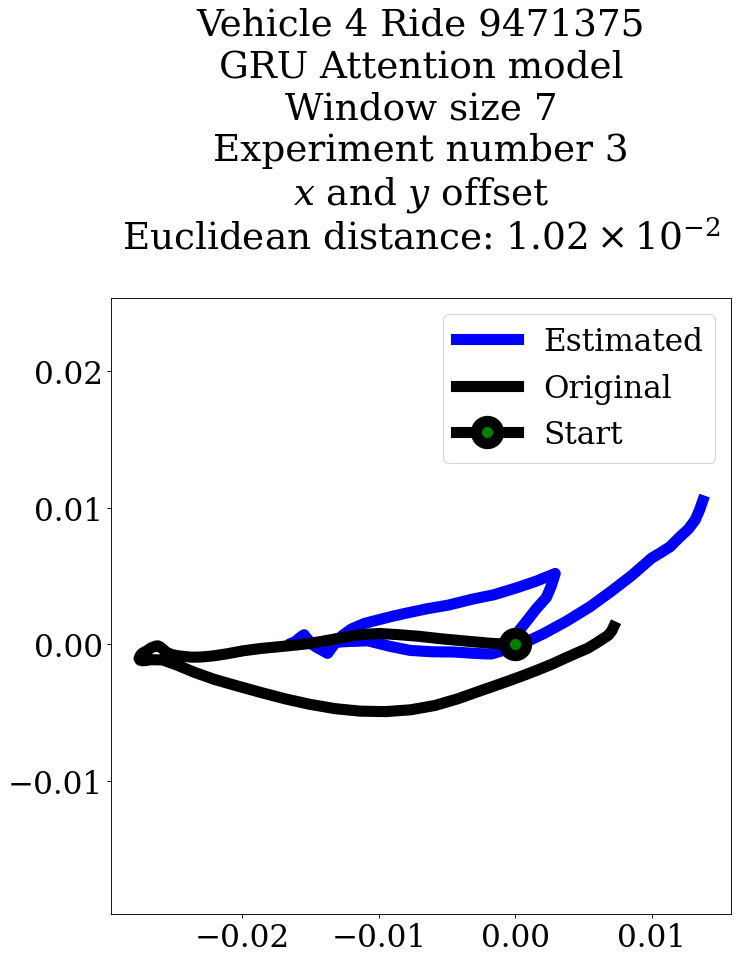 Vehicle 4 Ride 9471375
GRU Attention model
Window size 7
Experiment number 3
x and y offset
Euclidean distance: 1.02 × 10⁻²
Estimated
Original
Start
0.02
0.01
0.00
−0.01
−0.02 −0.01 0.00 0.01